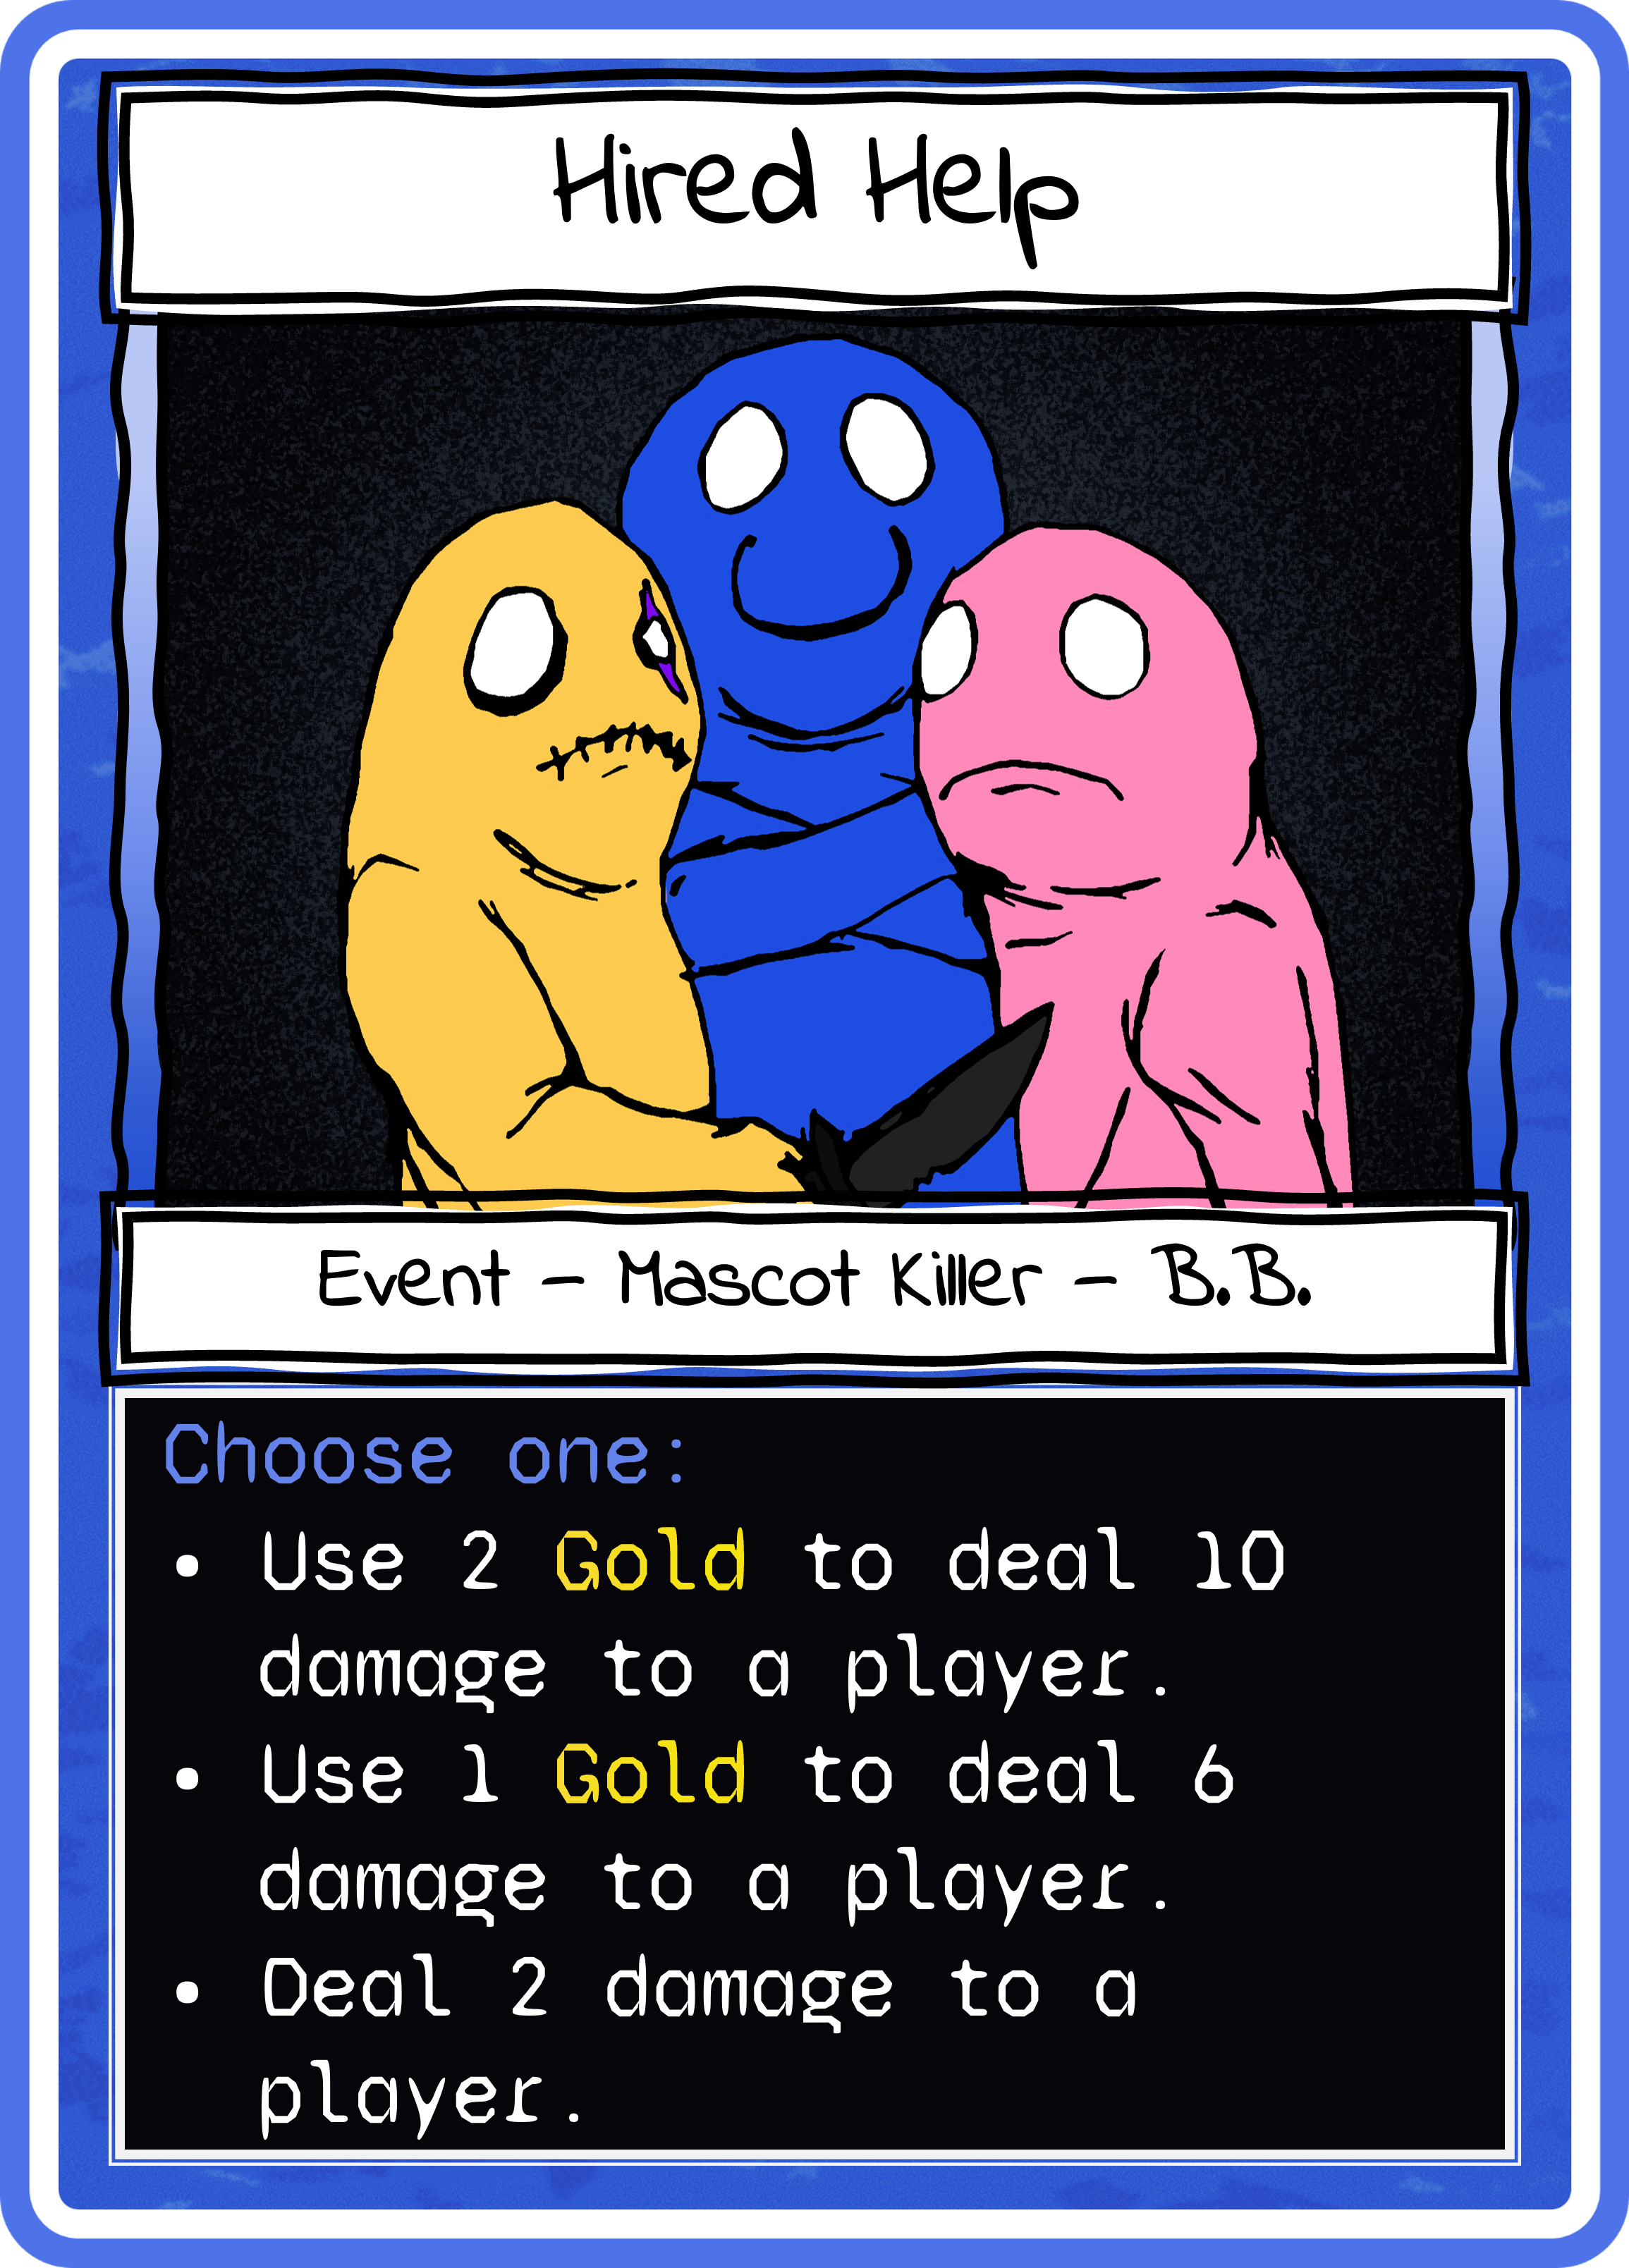 Hired Help
Event – Mascot Killer – B.B.
Choose one:
• Use 2 Gold to deal 10
damage to a player.
• Use 1 Gold to deal 6
damage to a player.
• Deal 2 damage to a
player.